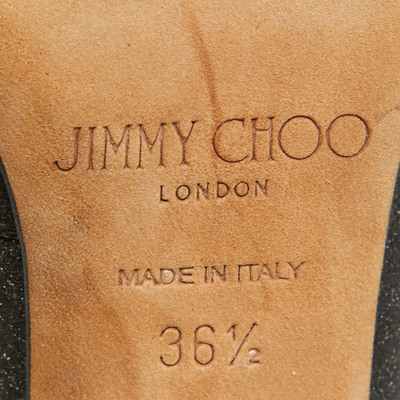 JIMMY CHOO
LONDON
MADE IN ITALY
36½